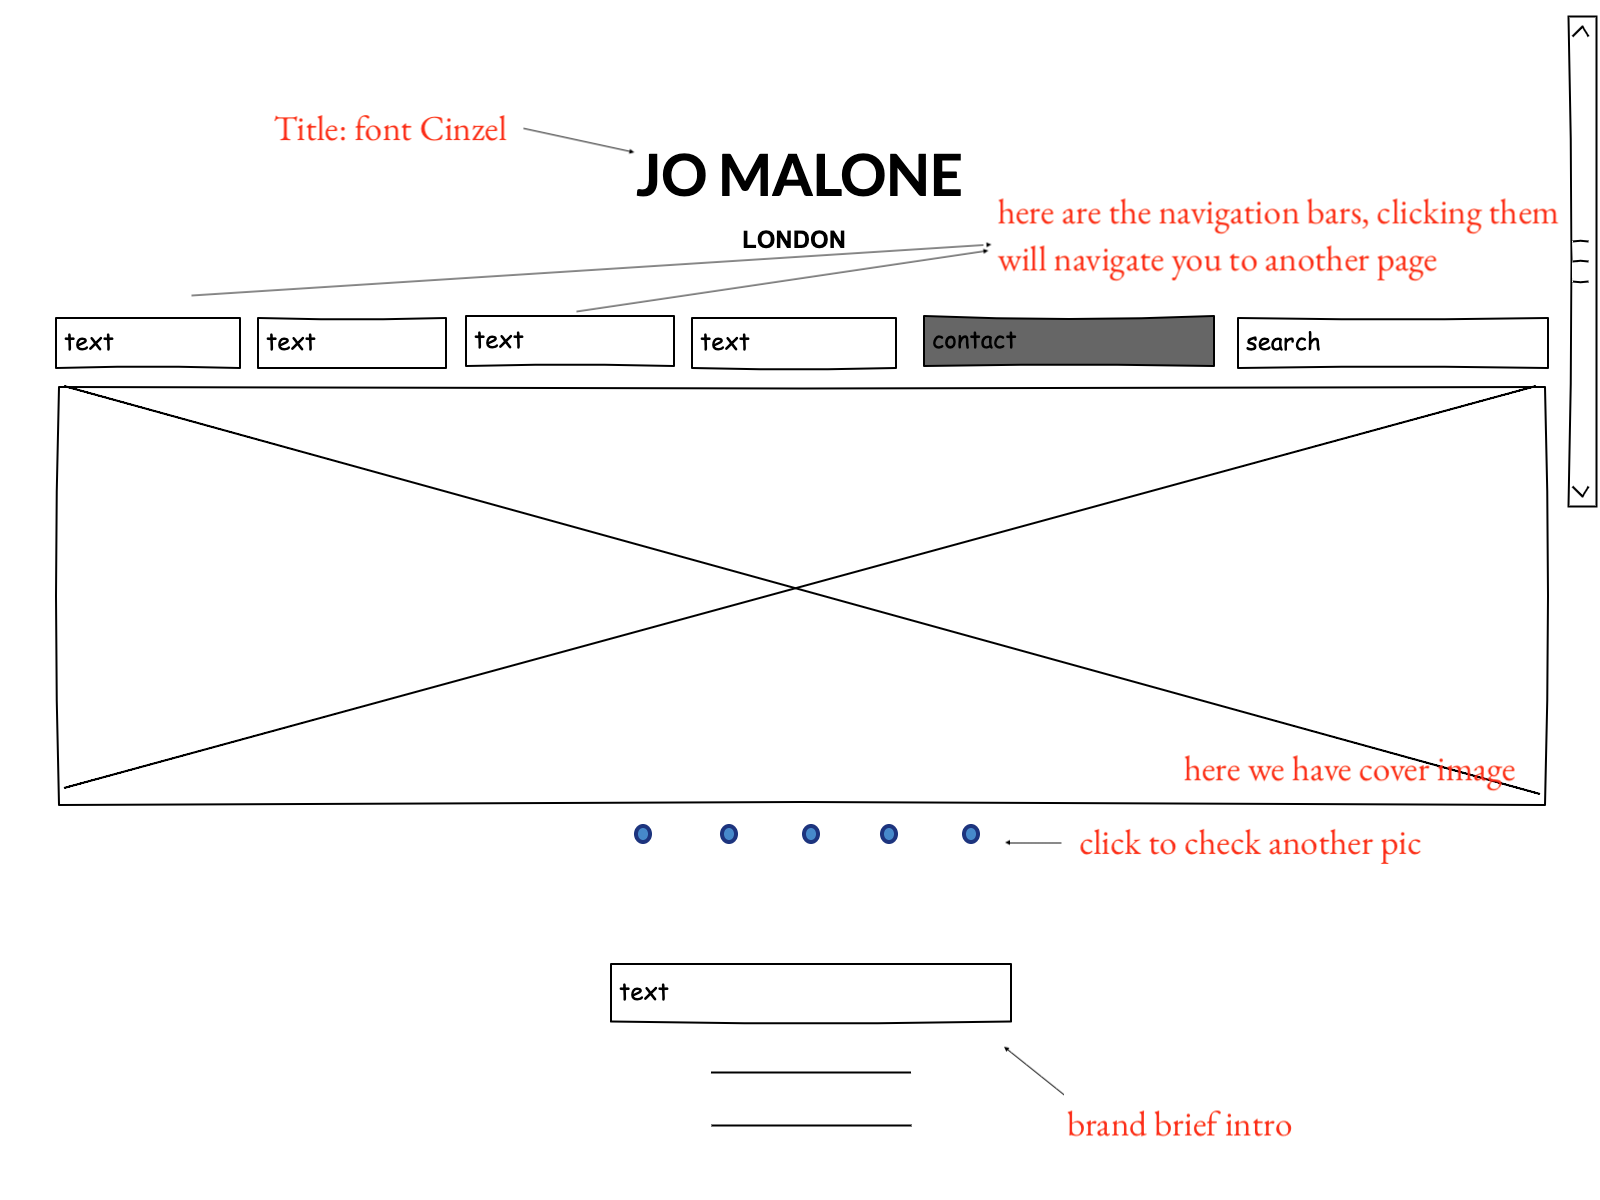 Title: font Cinzel
JO MALONE
here are the navigation bars, clicking them
LONDON
will navigate you to another page
text
text
text
text
contact
search
here we have cover image
click to check another pic
text
brand brief intro